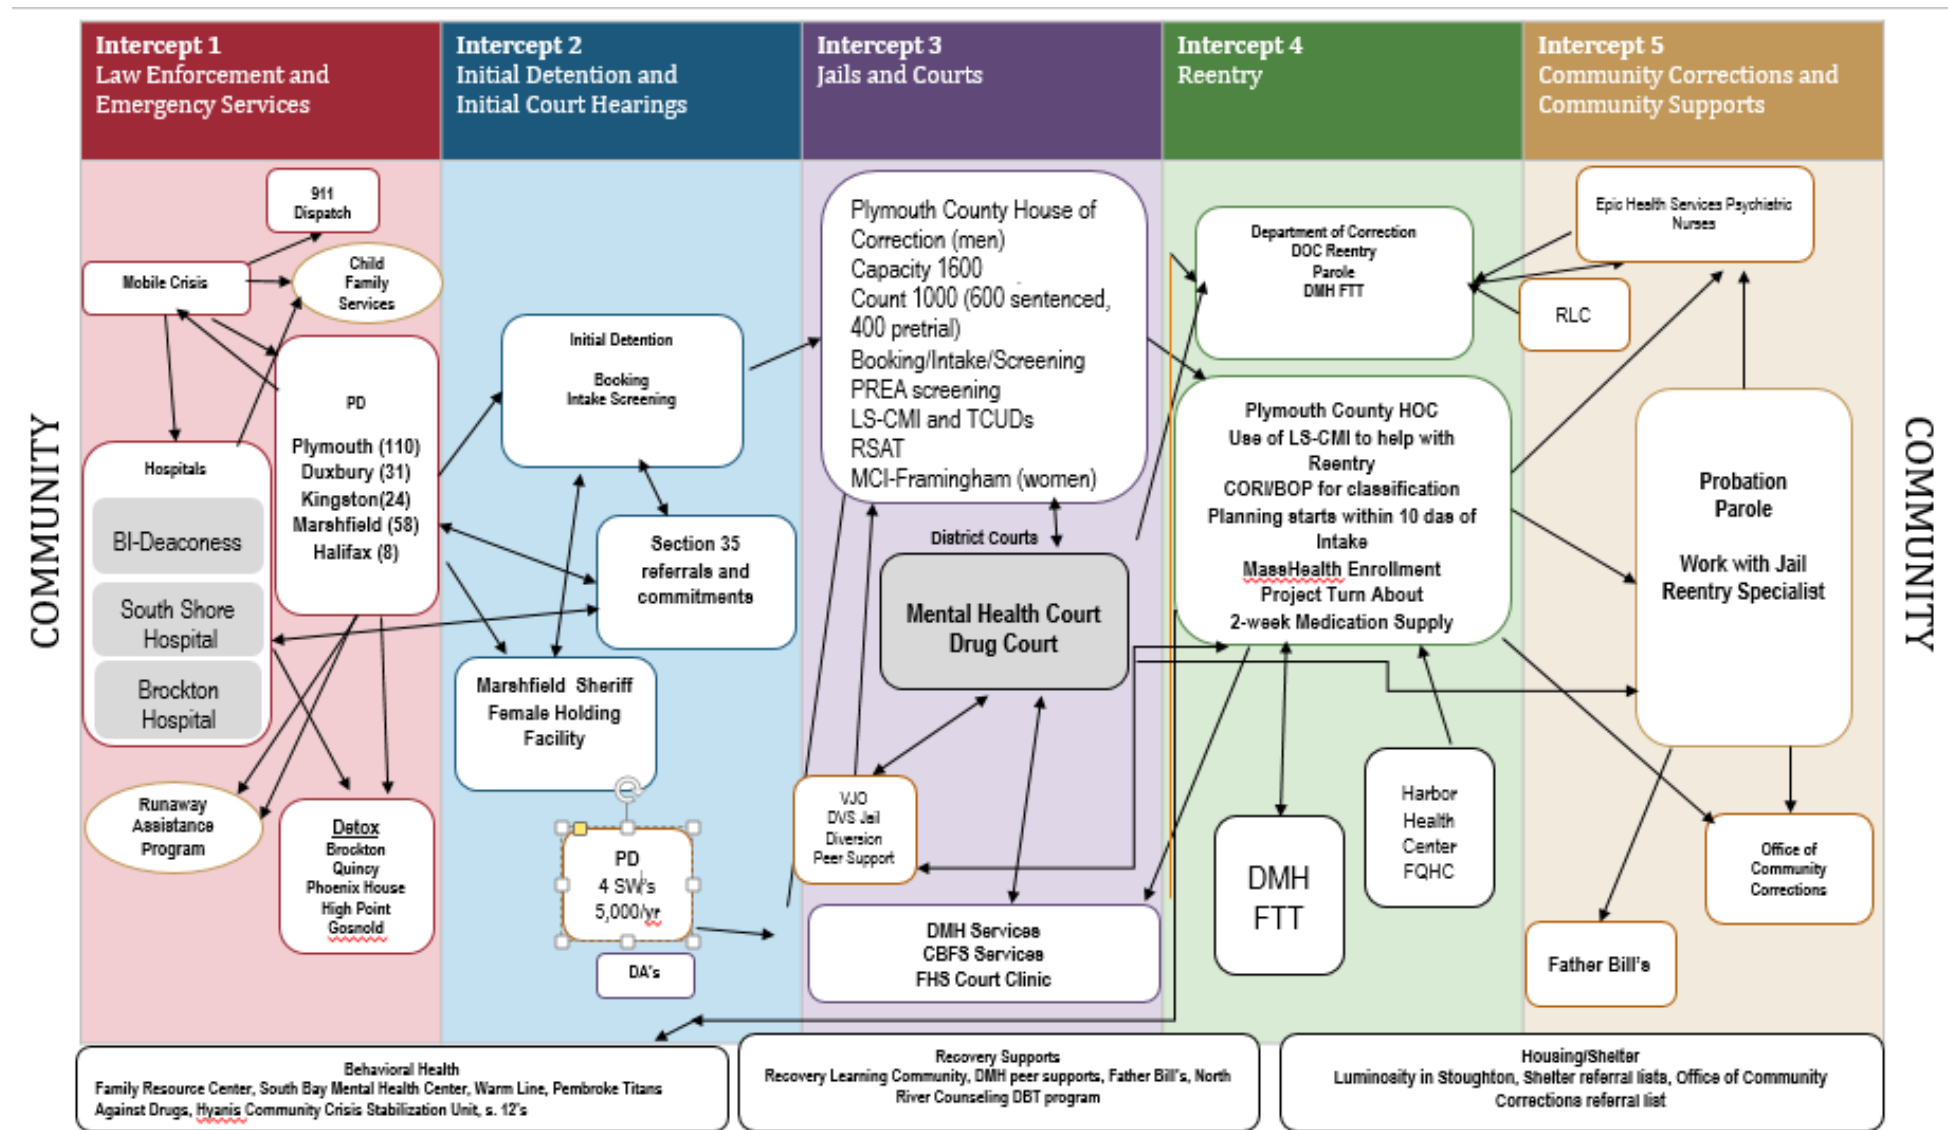 Intercept 1
Law Enforcement and
Emergency Services
Intercept 2
Initial Detention and
Initial Court Hearings
Intercept 3
Jails and Courts
Intercept 4
Reentry
Intercept 5
Community Corrections and
Community Supports
COMMUNITY
911
Dispatch
Mobile Crisis
Child
Family
Services
PD
Plymouth (110)
Duxbury (31)
Kingston(24)
Marshfield (58)
Halifax (8)
Hospitals
BI-Deaconess
South Shore
Hospital
Brockton
Hospital
Runaway
Assistance
Program
Detox
Brockton
Quincy
Phoenix House
High Point
Gosnold
Initial Detention
Booking
Intake Screening
Section 35
referrals and
commitments
Marshfield Sheriff
Female Holding
Facility
PD
4 SW's
5,000/yr
DA's
Plymouth County House of
Correction (men)
Capacity 1600
Count 1000 (600 sentenced,
400 pretrial)
Booking/Intake/Screening
PREA screening
LS-CMI and TCUDs
RSAT
MCI-Framingham (women)
District Courts
Mental Health Court
Drug Court
VJO
DVS Jail
Diversion
Peer Support
DMH Services
CBFS Services
FHS Court Clinic
Department of Correction
DOC Reentry
Parole
DMH FTT
Plymouth County HOC
Use of LS-CMI to help with
Reentry
CORI/BOP for classification
Planning starts within 10 das of
Intake
MassHealth Enrollment
Project Turn About
2-week Medication Supply
DMH
FTT
Harbor
Health
Center
FQHC
Epic Health Services Psychiatric
Nurses
RLC
Probation
Parole
Work with Jail
Reentry Specialist
Office of
Community
Corrections
Father Bill's
COMMUNITY
Behavioral Health
Family Resource Center, South Bay Mental Health Center, Warm Line, Pembroke Titans
Against Drugs, Hyanis Community Crisis Stabilization Unit, s. 12's
Recovery Supports
Recovery Learning Community, DMH peer supports, Father Bill's, North
River Counseling DBT program
Housing/Shelter
Luminosity in Stoughton, Shelter referral lists, Office of Community
Corrections referral list